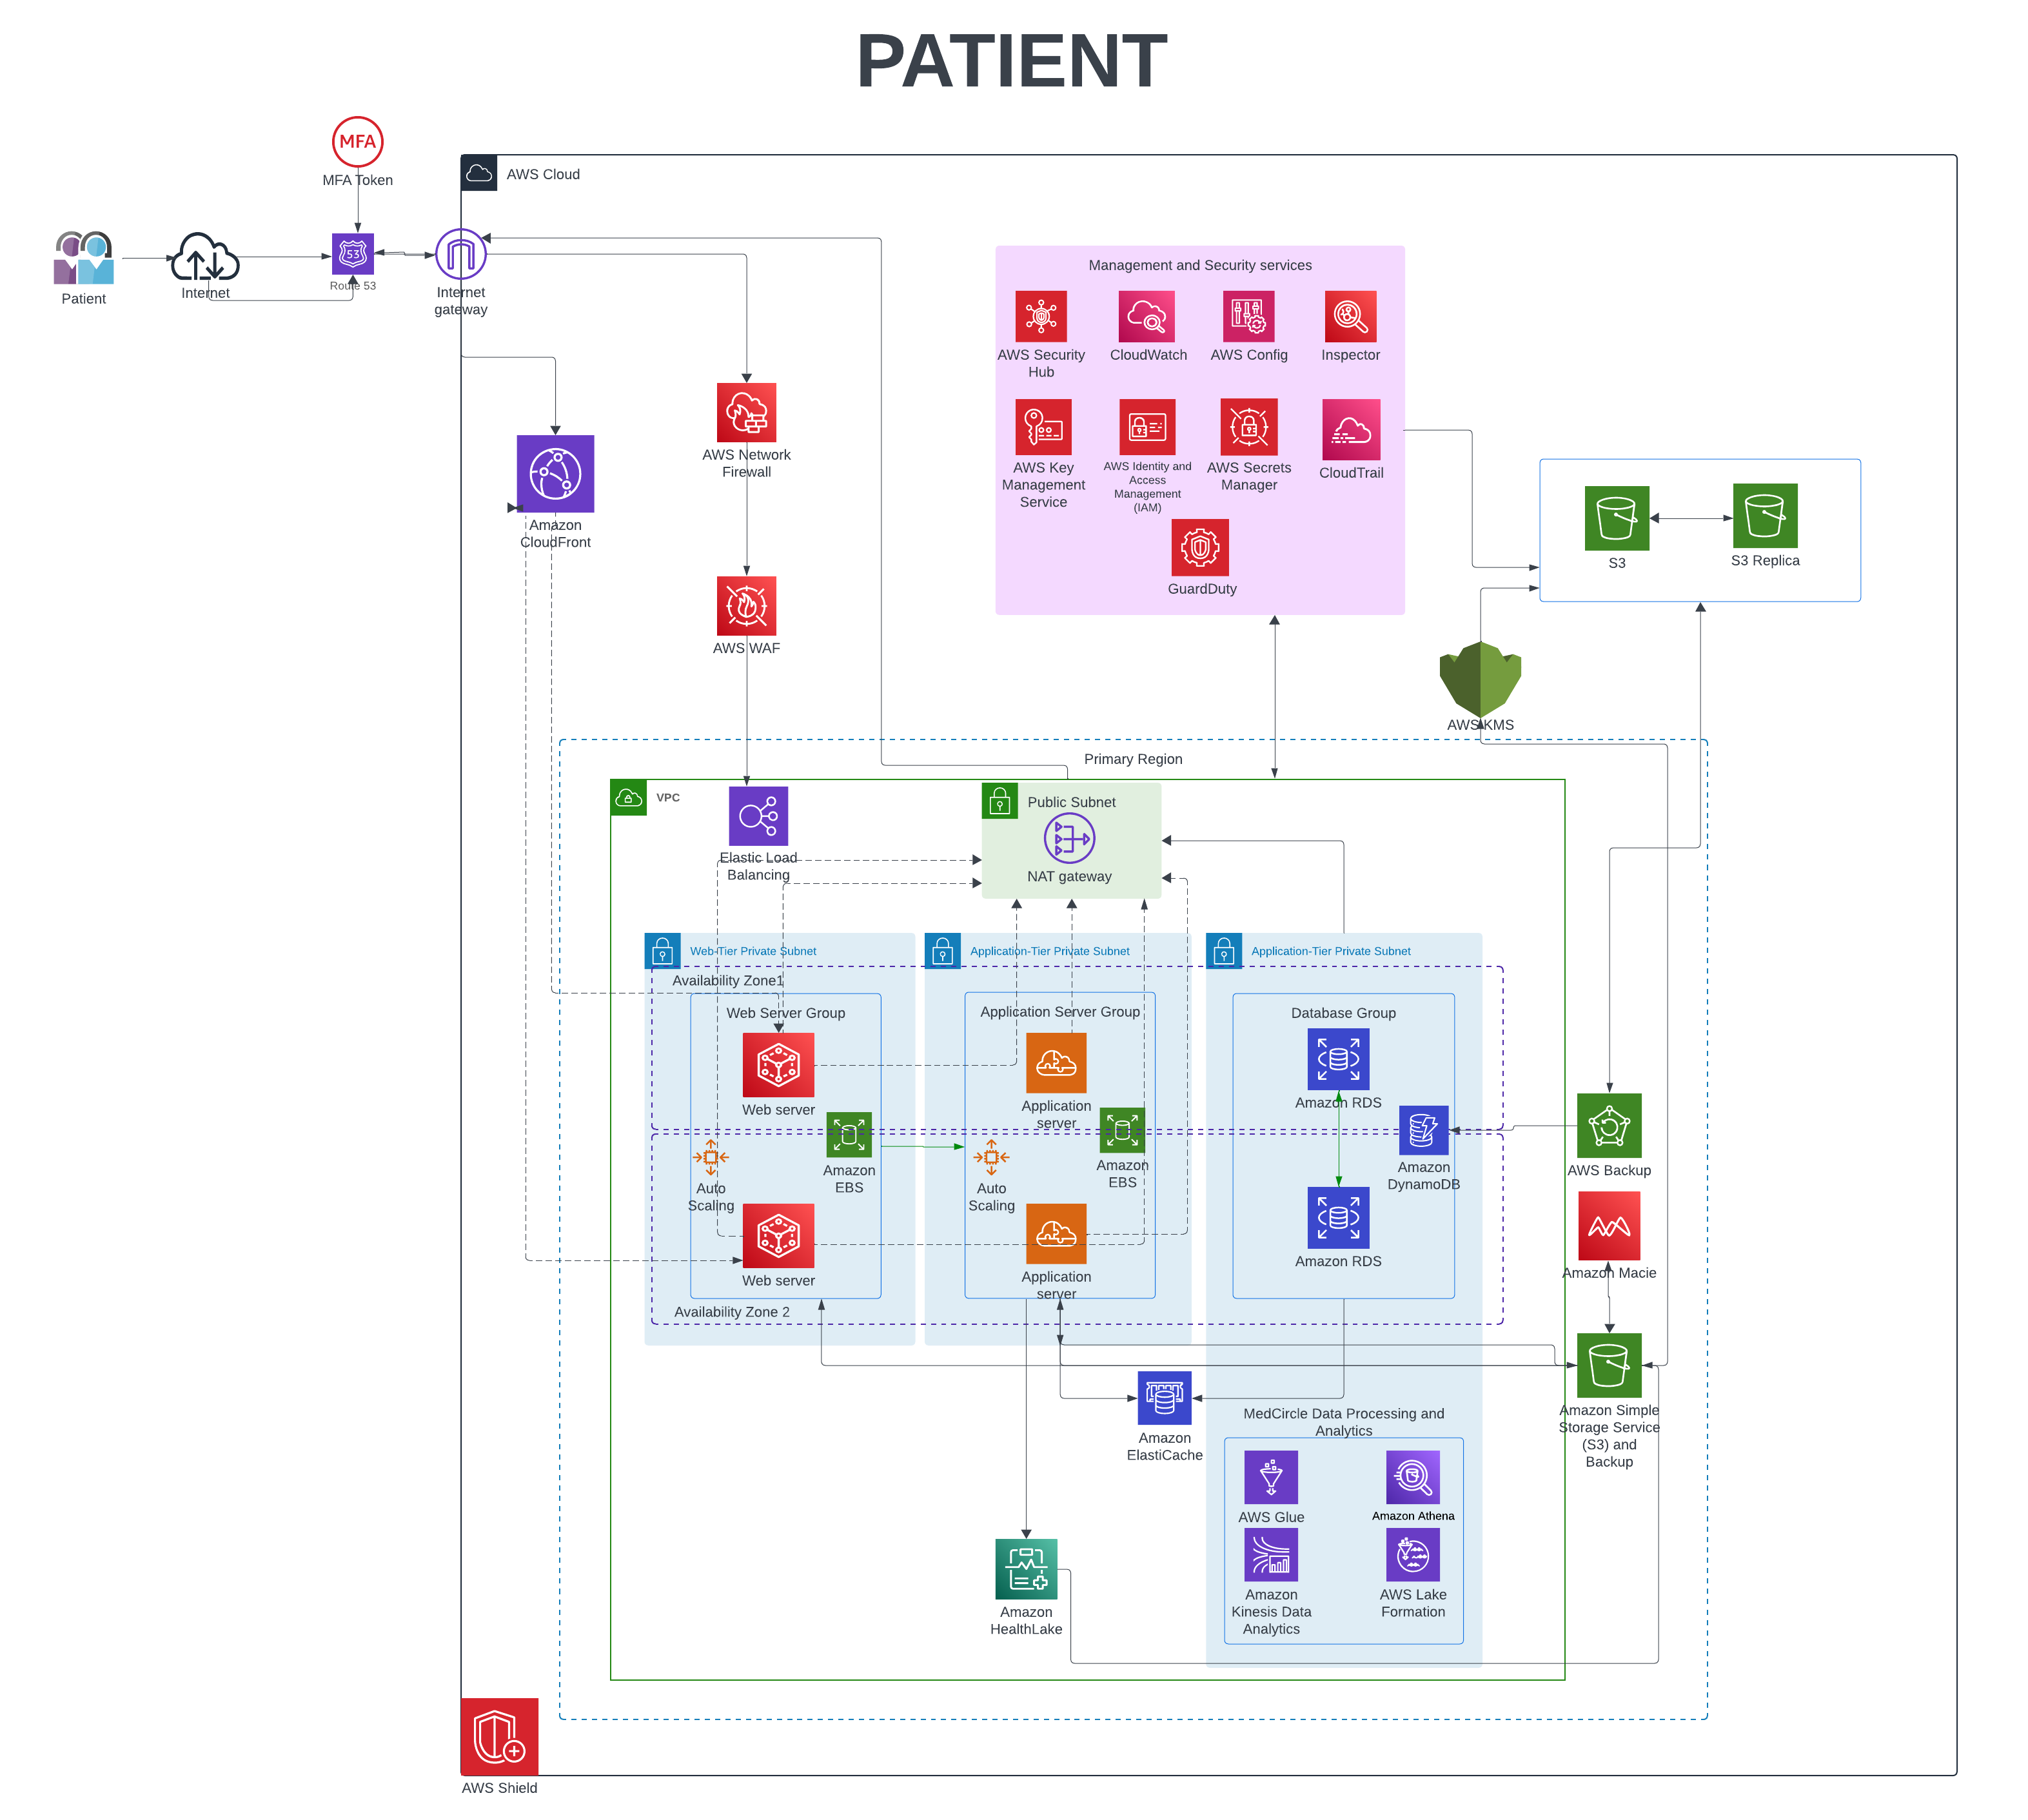 PATIENT
MFA
MFA Token
AWS Cloud
53
Patient
Internet
Route 53
Internet
gateway
Management and Security services
AWS Security
Hub
CloudWatch
AWS Config
Inspector
AWS Key
Management
Service
AWS Identity and
Access
Management
(IAM)
AWS Secrets
Manager
CloudTrail
GuardDuty
AWS Network
Firewall
Amazon
CloudFront
AWS WAF
S3
S3 Replica
AWS KMS
Primary Region
VPC
Elastic Load
Balancing
Public Subnet
NAT gateway
Web-Tier Private Subnet
Application-Tier Private Subnet
Application-Tier Private Subnet
Availability Zone1
Web Server Group
Application Server Group
Database Group
Web server
Application
server
Amazon RDS
Amazon
EBS
Amazon
EBS
Amazon
DynamoDB
Auto
Scaling
Auto
Scaling
AWS Backup
Web server
Application
server
Amazon RDS
Amazon Macie
Availability Zone 2
Amazon
ElastiCache
MedCircle Data Processing and
Analytics
Amazon Simple
Storage Service
(S3) and
Backup
AWS Glue
Amazon Athena
Amazon
Kinesis Data
Analytics
AWS Lake
Formation
Amazon
HealthLake
AWS Shield